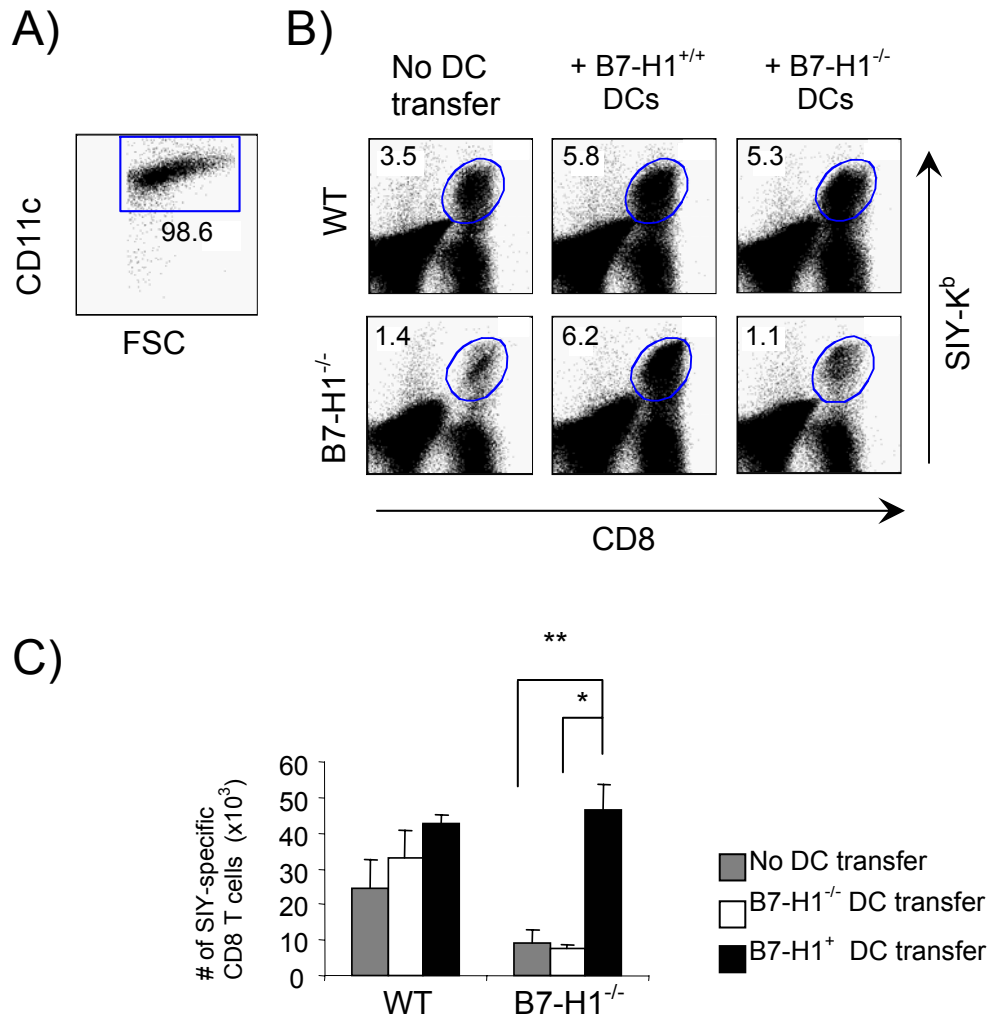 A)
CD11c
98.6
FSC
B)
No DC
transfer
+ B7-H1+/+
DCs
+ B7-H1-/-
DCs
WT
3.5
5.8
5.3
B7-H1-/-
1.4
6.2
1.1
SIY-Kb
CD8
C)
**
*
# of SIY-specific
CD8 T cells (x10³)
60
50
40
30
20
10
0
WT
B7-H1-/-
No DC transfer
B7-H1-/- DC transfer
B7-H1+ DC transfer